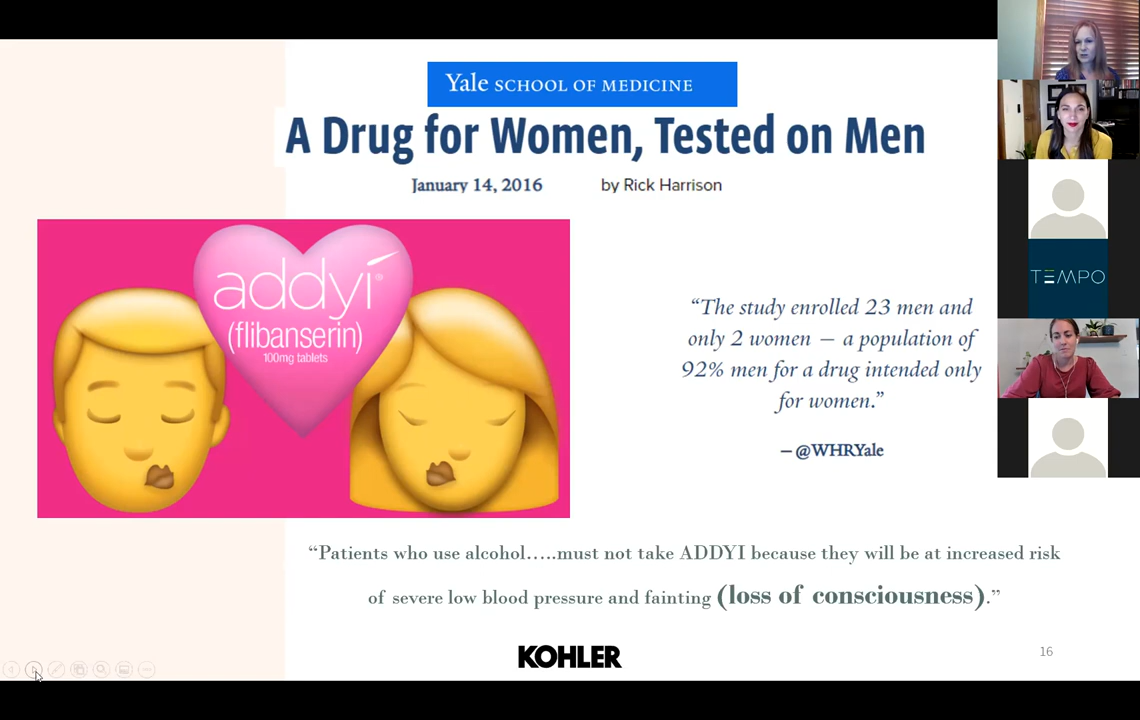 Yale SCHOOL OF MEDICINE
A Drug for Women, Tested on Men
January 14, 2016 by Rick Harrison
addyi®
(flibanserin)
100mg tablets
“The study enrolled 23 men and
only 2 women – a population of
92% men for a drug intended only
for women.”
– @WHRYale
TEMPO
“Patients who use alcohol…..must not take ADDYI because they will be at increased risk
of severe low blood pressure and fainting (loss of consciousness).”
KOHLER
16